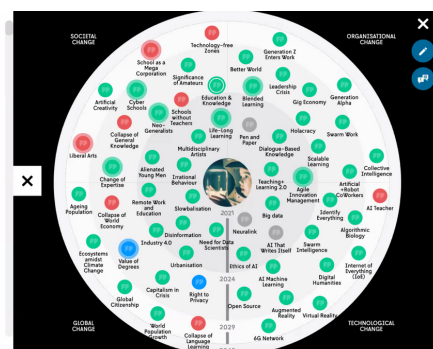 SOCIETAL
CHANGE
ORGANISATIONAL
CHANGE
Technology-free
Zones
School as a
Mega
Corporation
Generation Z
Enters Work
Better World
Significance
of Amateurs
Leadership
Crisis
Education &
Knowledge
Blended
Learning
Gig Economy
Generation
Alpha
Artificial
Creativity
Cyber
Schools
Schools
without
Teachers
Neo-
Generalists
Life-Long
Learning
Pen and
Paper
Holacracy
Swarm Work
Collapse of
General
Knowledge
Multidisciplinary
Artists
Dialogue-Based
Knowledge
Scalable
Learning
Liberal Arts
Collective
Intelligence
Change of
Expertise
Alienated
Young Men
Irrational
Behaviour
Teaching+
Learning 2.0
Agile
Innovation
Management
Artificial
+Robot
CoWorkers
AI Teacher
Ageing
Population
Collapse of
World
Economy
Remote Work
and
Education
Slowbalisation
2021
Big data
Identify
Everything
Algorithmic
Biology
Disinformation
Neuralink
Industry 4.0
Need for Data
Scientists
AI That
Writes Itself
Swarm
Intelligence
Ecosystems
amidst
Climate
Change
Value of
Degrees
Urbanisation
Ethics of AI
Internet of
Everything
(IoE)
Digital
Humanities
2024
AI Machine
Learning
Capitalism in
Crisis
Right to
Privacy
Global
Citizenship
Open Source
Augmented
Reality
Virtual Reality
World
Population
Growth
Collapse of
Language
Learning
2029
6G Network
GLOBAL
CHANGE
TECHNOLOGICAL
CHANGE